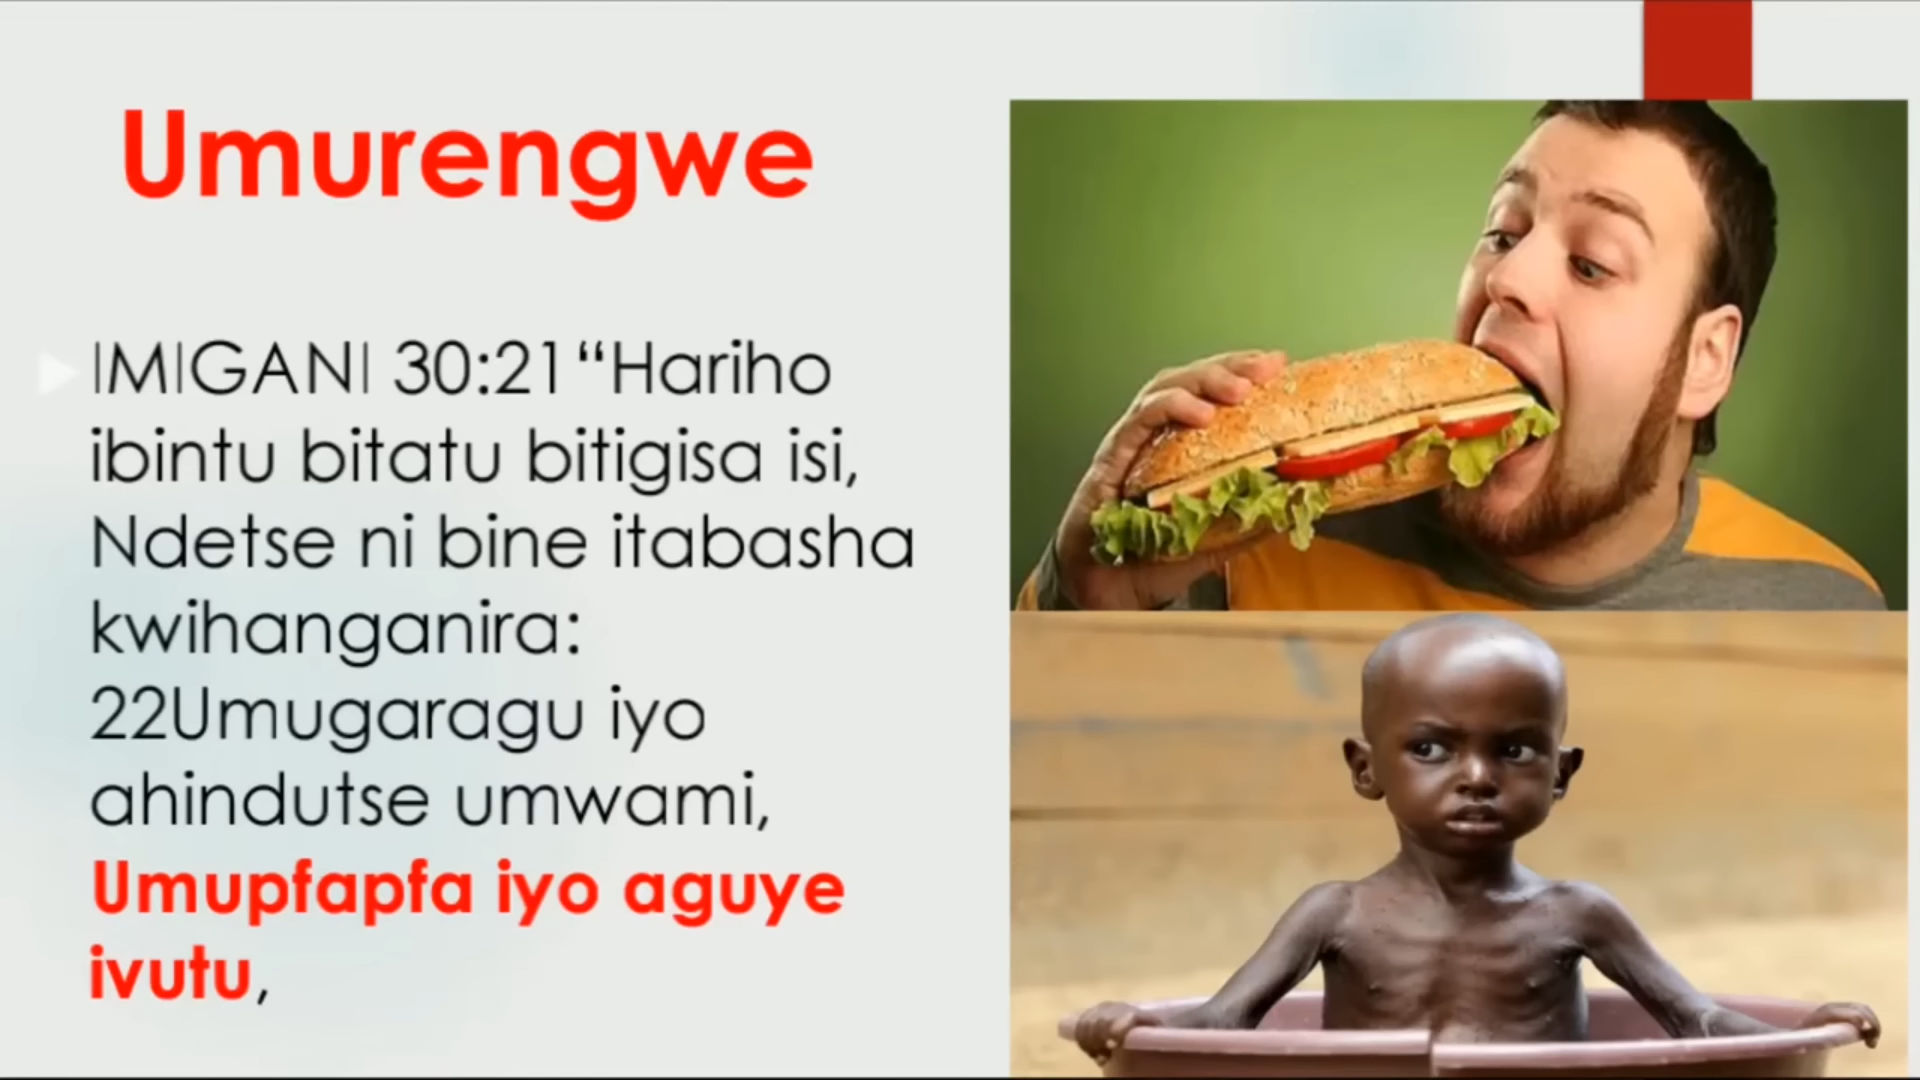 Umurengwe
IMIGANI 30:21“Hariho
ibintu bitatu bitigisa isi,
Ndetse ni bine itabasha
kwihanganira:
22Umugaragu iyo
ahindutse umwami,
Umupfapfa iyo aguye
ivutu,